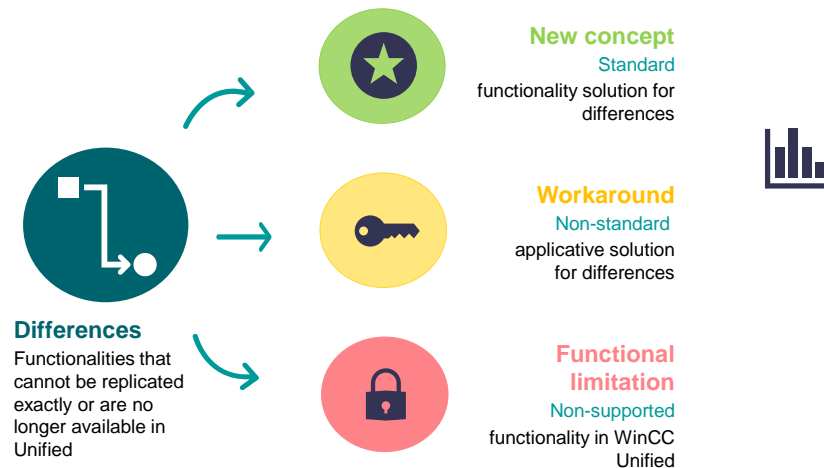 New concept
Standard
functionality solution for
differences
Workaround
Non-standard
applicative solution
for differences
Differences
Functionalities that
cannot be replicated
exactly or are no
longer available in
Unified
Functional
limitation
Non-supported
functionality in WinCC
Unified